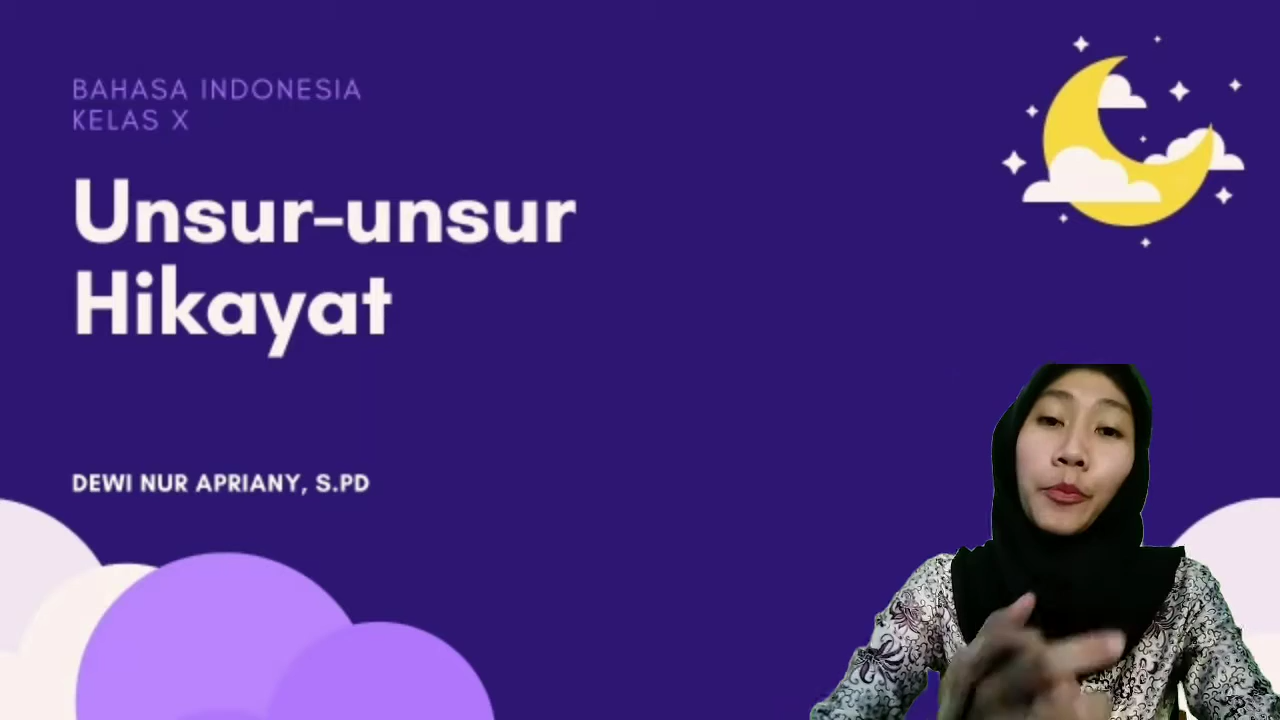 BAHASA INDONESIA
KELAS X
Unsur-unsur
Hikayat
DEWI NUR APRIANY, S.PD